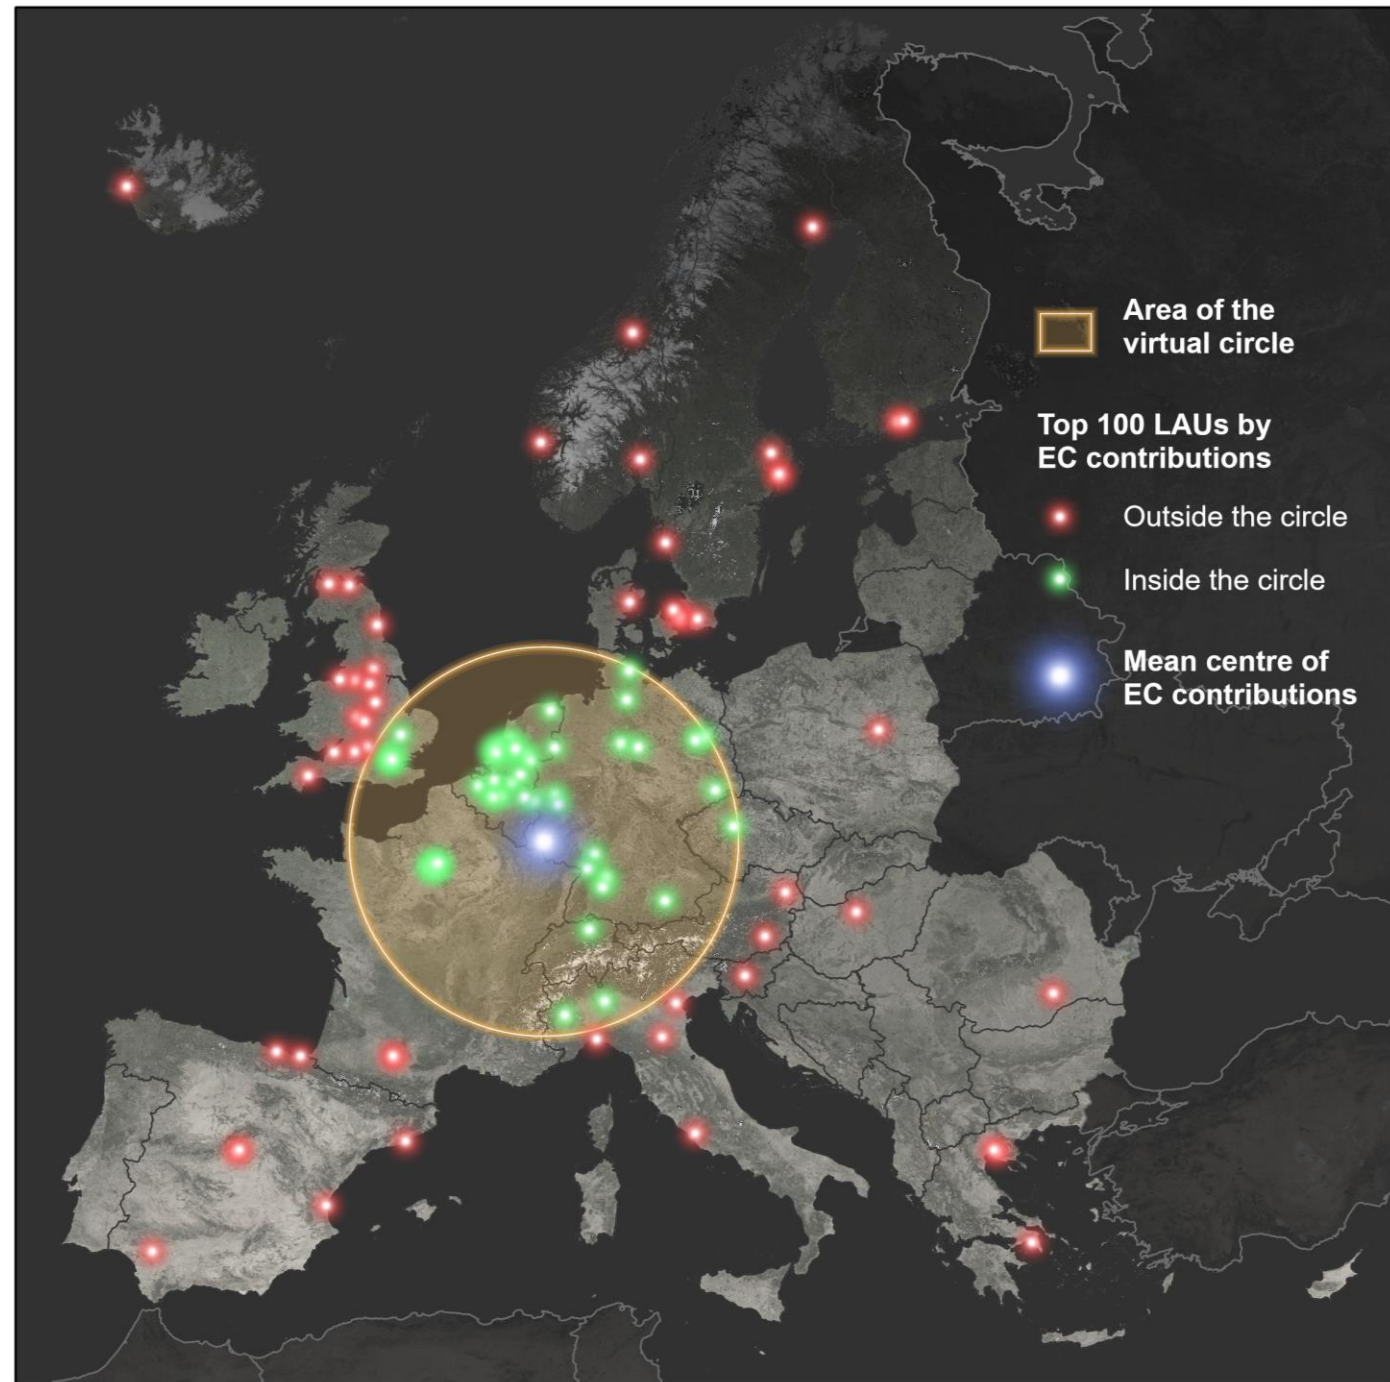 Area of the
virtual circle
Top 100 LAUs by
EC contributions
Outside the circle
Inside the circle
Mean centre of
EC contributions